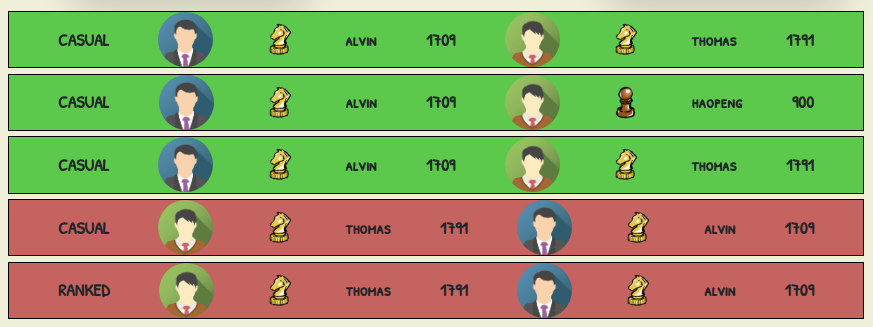 CASUAL ALVIN 1709 THOMAS 1791
CASUAL ALVIN 1709 HAOPENG 900
CASUAL ALVIN 1709 THOMAS 1791
CASUAL THOMAS 1791 ALVIN 1709
RANKED THOMAS 1791 ALVIN 1709